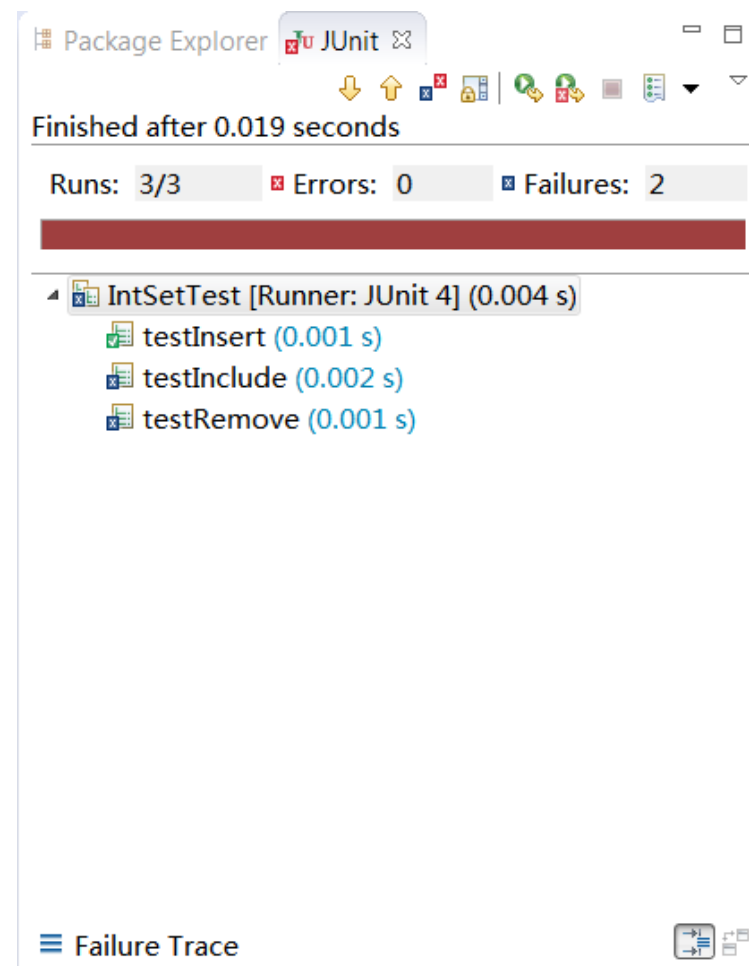 Package Explorer JUnit
Finished after 0.019 seconds
Runs: 3/3 Errors: 0 Failures: 2
IntSetTest [Runner: JUnit 4] (0.004 s)
testInsert (0.001 s)
testInclude (0.002 s)
testRemove (0.001 s)
Failure Trace